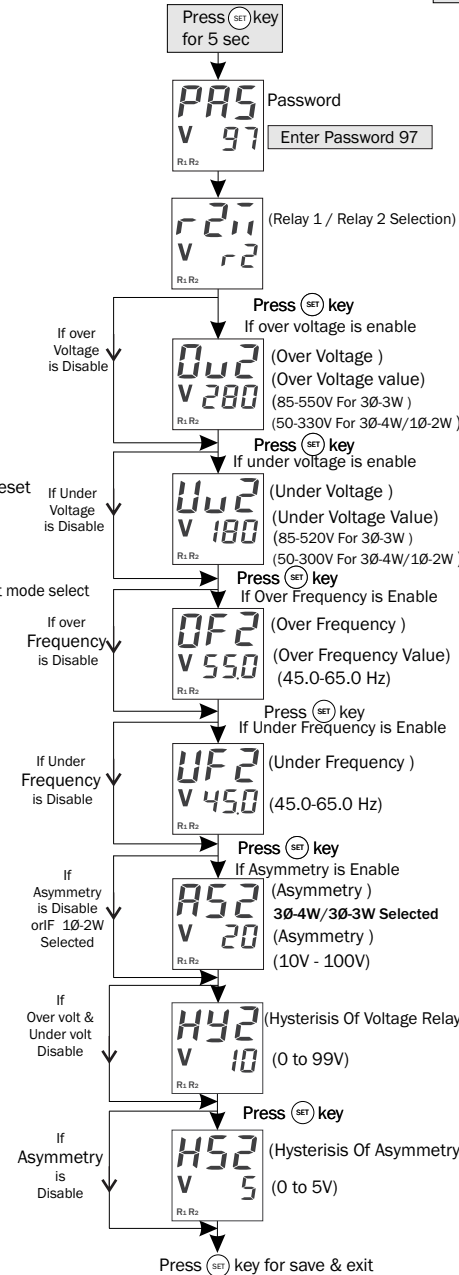 Press SET key
for 5 sec
PAS
Password
V 97
Enter Password 97
R1 R2
(Relay 1 / Relay 2 Selection)
V r2
R1 R2
Press SET key
If over voltage is enable
If over
Voltage
is Disable
Ou2
(Over Voltage )
V 280
(Over Voltage value)
(85-550V For 3Ø-3W )
R1 R2
(50-330V For 3Ø-4W/1Ø-2W )
Press SET key
If under voltage is enable
eset
If Under
Voltage
is Disable
Uu2
(Under Voltage )
V 180
(Under Voltage Value)
(85-520V For 3Ø-3W )
R1 R2
(50-300V For 3Ø-4W/1Ø-2W )
Press SET key
t mode select
If Over Frequency is Enable
If over
Frequency
is Disable
OF2
(Over Frequency )
V 55.0
(Over Frequency Value)
(45.0-65.0 Hz)
R1 R2
Press SET key
If Under Frequency is Enable
If Under
Frequency
is Disable
UF2
(Under Frequency )
V 45.0
(45.0-65.0 Hz)
R1 R2
Press SET key
If Asymmetry is Enable
If
Asymmetry
is Disable
orIF 1Ø-2W
Selected
AS2
(Asymmetry )
3Ø-4W/3Ø-3W Selected
V 20
(Asymmetry )
(10V - 100V)
R1 R2
If
Over volt &
Under volt
Disable
HY2
(Hysterisis Of Voltage Relay
V 10
(0 to 99V)
R1 R2
Press SET key
If
Asymmetry
is
Disable
HS2
(Hysterisis Of Asymmetry
V 5
(0 to 5V)
R1 R2
Press SET key for save & exit